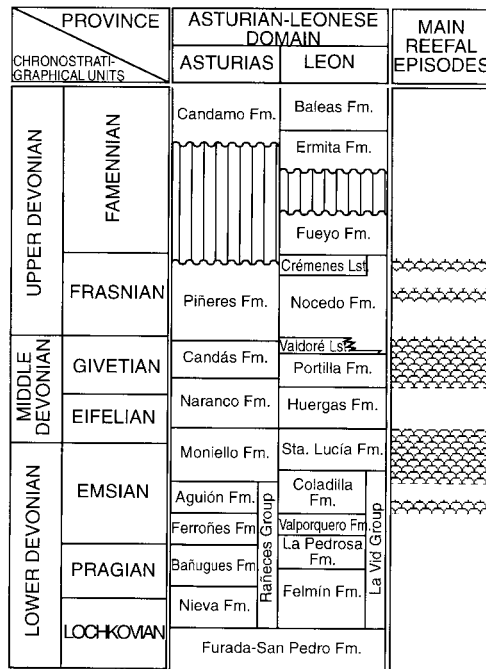 PROVINCE
CHRONOSTRATI-
GRAPHICAL UNITS
ASTURIAN-LEONESE
DOMAIN
ASTURIAS
LEON
MAIN
REEFAL
EPISODES
UPPER DEVONIAN
FAMENNIAN
FRASNIAN
MIDDLE
DEVONIAN
GIVETIAN
EIFELIAN
LOWER DEVONIAN
EMSIAN
PRAGIAN
LOCHKOVIAN
Candamo Fm.
Piñeres Fm.
Candás Fm.
Naranco Fm.
Moniello Fm.
Aguión Fm.
Ferroñes Fm.
Bañugues Fm.
Nieva Fm.
Rañeces Group
Baleas Fm.
Ermita Fm.
Fueyo Fm.
Crémenes Lst.
Nocedo Fm.
Valdoré Lst.
Portilla Fm.
Huergas Fm.
Sta. Lucía Fm.
Coladilla
Fm.
Valporquero Fm.
La Pedrosa
Fm.
Felmín Fm.
La Vid Group
Furada-San Pedro Fm.